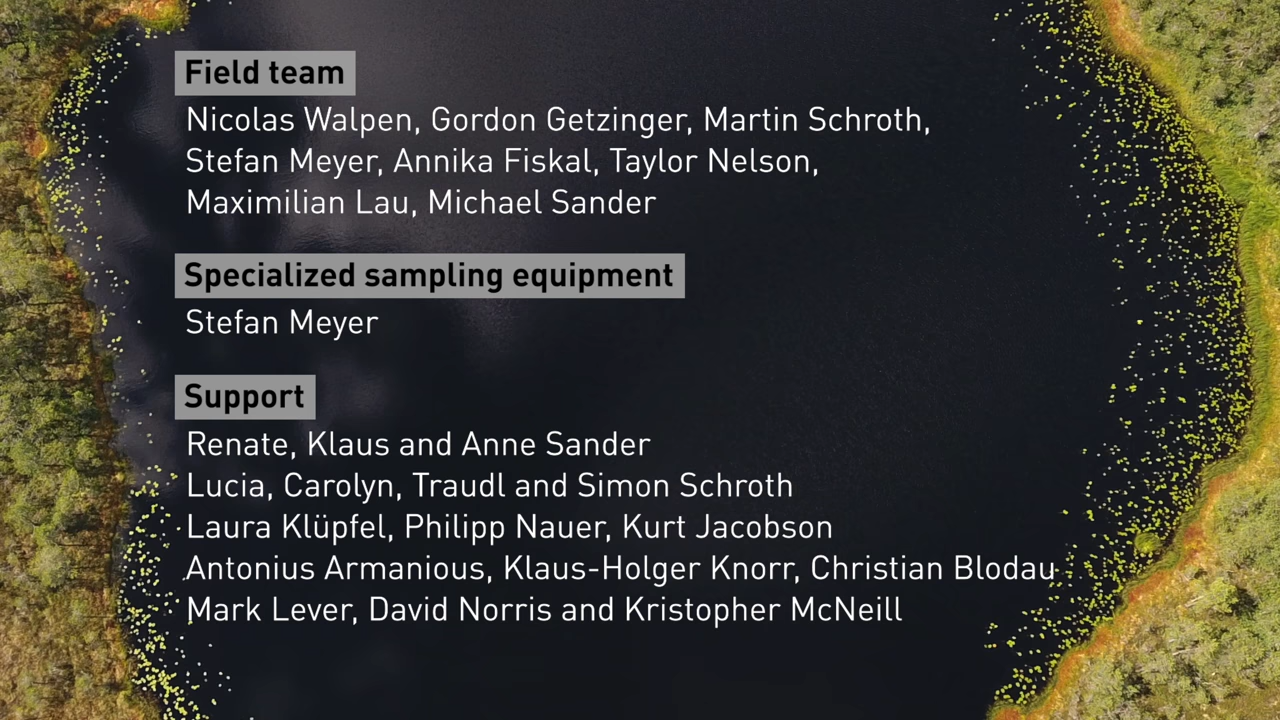 Field team
Nicolas Walpen, Gordon Getzinger, Martin Schroth,
Stefan Meyer, Annika Fiskal, Taylor Nelson,
Maximilian Lau, Michael Sander
Specialized sampling equipment
Stefan Meyer
Support
Renate, Klaus and Anne Sander
Lucia, Carolyn, Traudl and Simon Schroth
Laura Klüpfel, Philipp Nauer, Kurt Jacobson
Antonius Armanious, Klaus-Holger Knorr, Christian Blodau
Mark Lever, David Norris and Kristopher McNeill